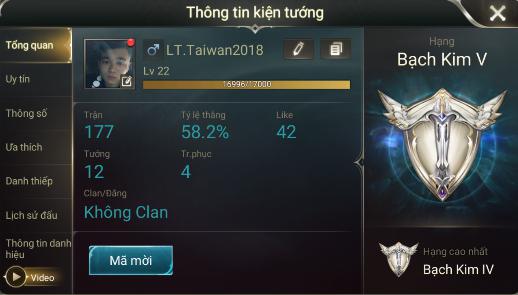 Thông tin kiện tướng
Tổng quan
Uy tín
Thông số
Ưa thích
Danh thiếp
Lịch sử đấu
Thông tin danh
hiệu
Video
LT.Taiwan2018
Lv 22
16996/17000
Trận
Tỷ lệ thắng
Like
177
58.2%
42
Tướng
Tr.phục
12
4
Clan/Đảng
Không Clan
Mã mời
Hạng
Bạch Kim V
Hạng cao nhất
Bạch Kim IV